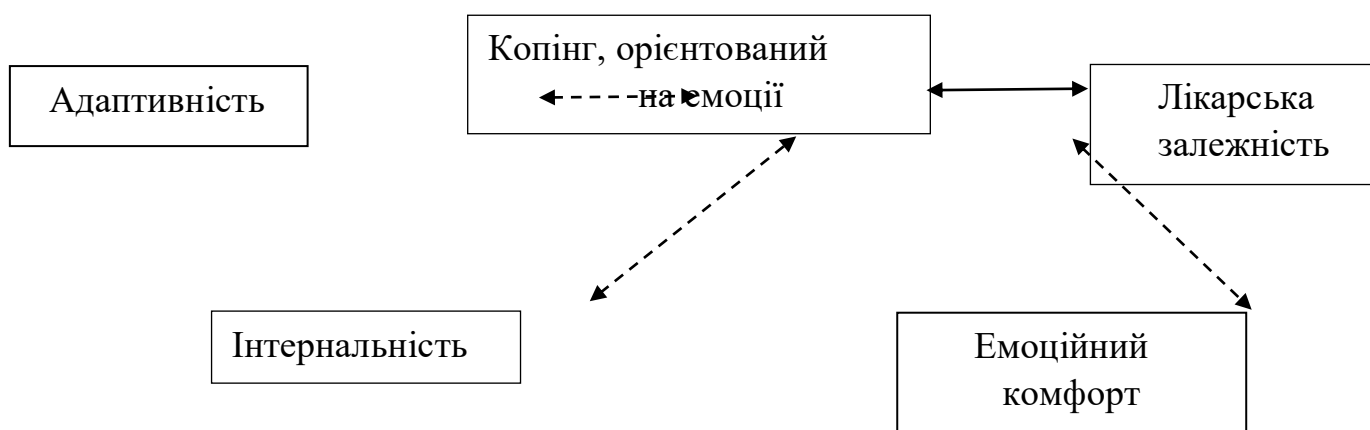 Копінг, орієнтований
на емоції
Адаптивність
Лікарська
залежність
Інтернальність
Емоційний
комфорт